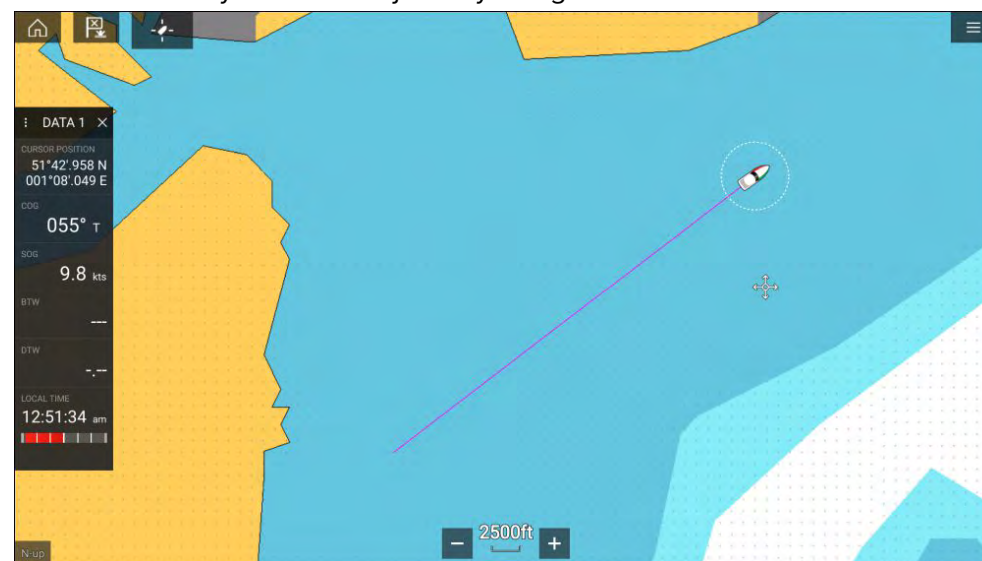 DATA 1
CURSOR POSITION
51°42'.958 N
001°08'.049 E
COG
055° T
SOG
9.8 kts
BTW
---
DTW
-.--
LOCAL TIME
12:51:34 am
2500ft
N-up